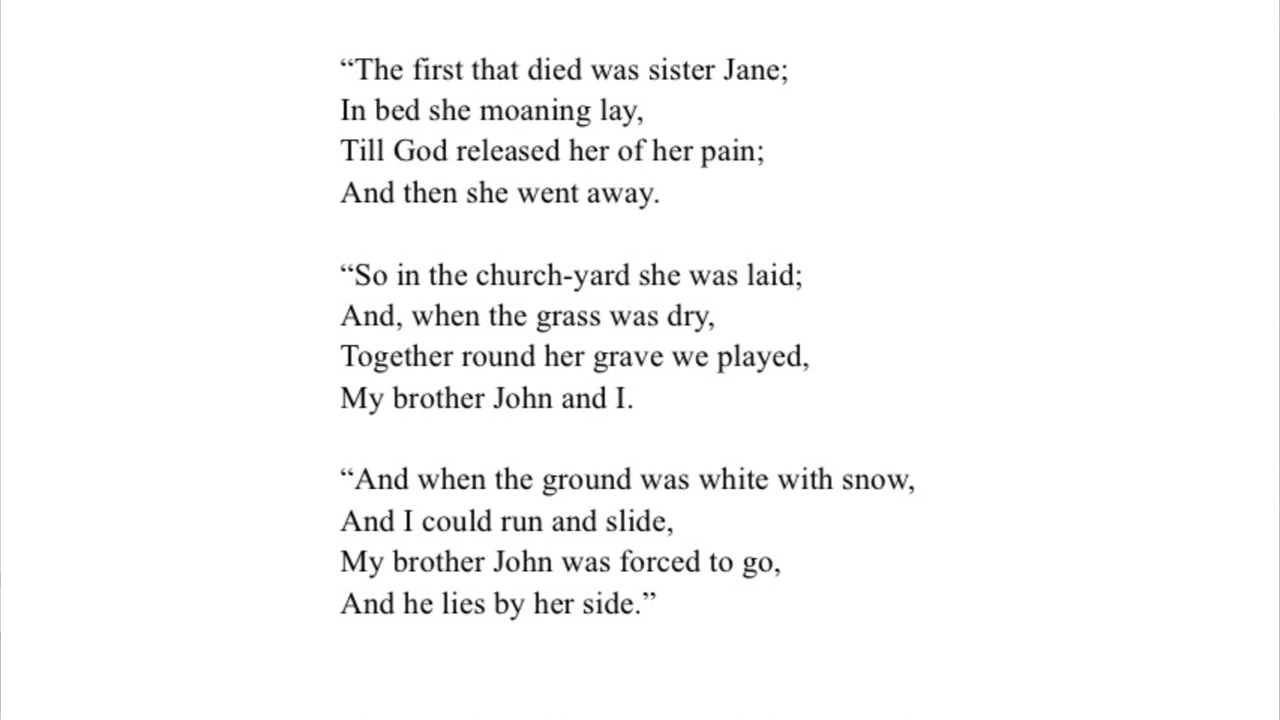 “The first that died was sister Jane;
In bed she moaning lay,
Till God released her of her pain;
And then she went away.
“So in the church-yard she was laid;
And, when the grass was dry,
Together round her grave we played,
My brother John and I.
“And when the ground was white with snow,
And I could run and slide,
My brother John was forced to go,
And he lies by her side.”